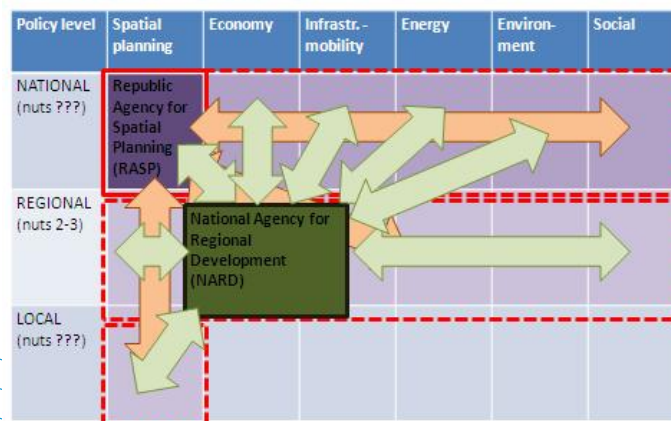 Policy level
Spatial
planning
Economy
Infrastr. -
mobility
Energy
Environ-
ment
Social
NATIONAL
(nuts ???)
Republic
Agency for
Spatial
Planning
(RASP)
REGIONAL
(nuts 2-3)
National Agency for
Regional
Development
(NARD)
LOCAL
(nuts ???)